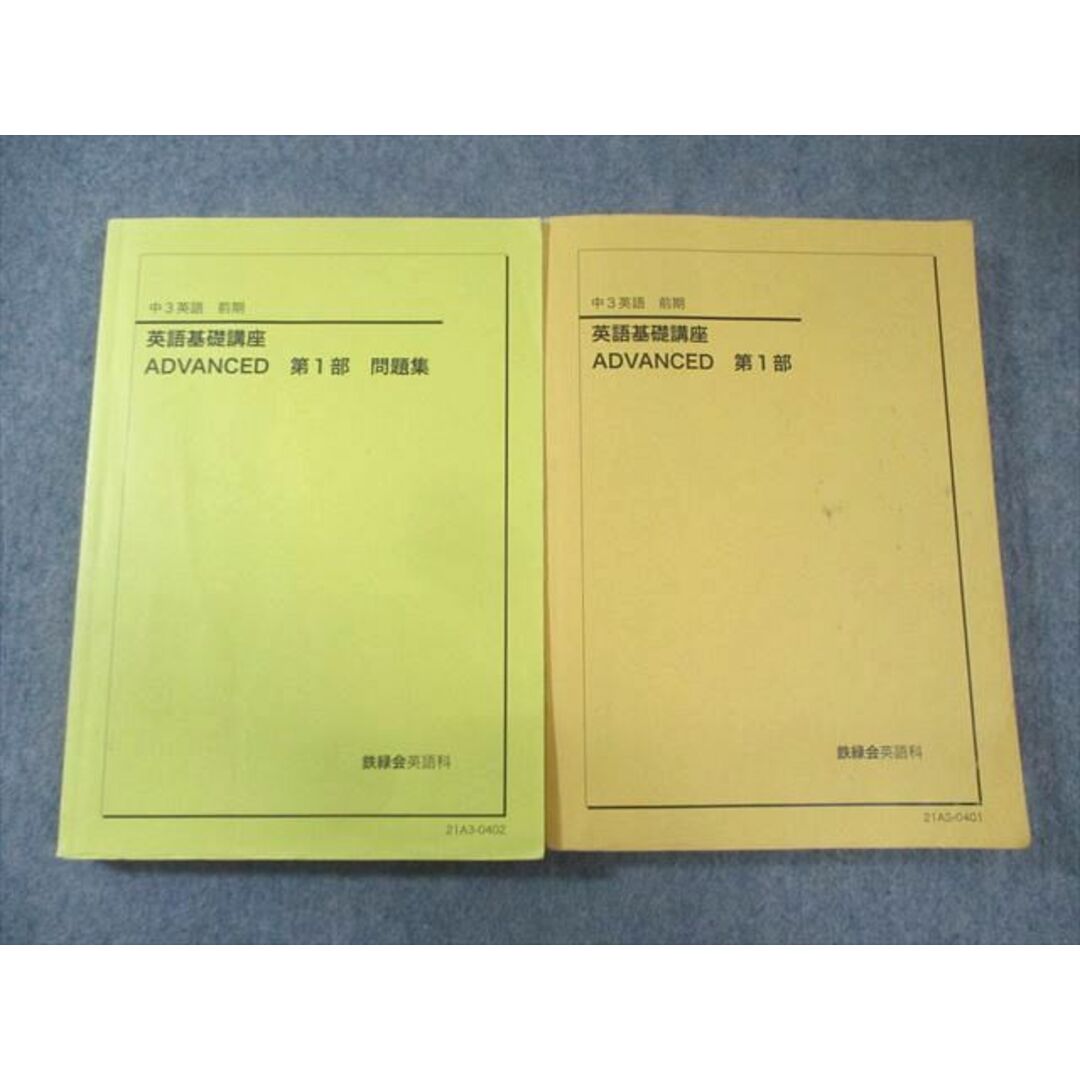 中3英語 前期
英語基礎講座
ADVANCED 第1部 問題集
鉄緑会英語科
21A3-0402
中3英語 前期
英語基礎講座
ADVANCED 第1部
鉄緑会英語科
21A3-0401